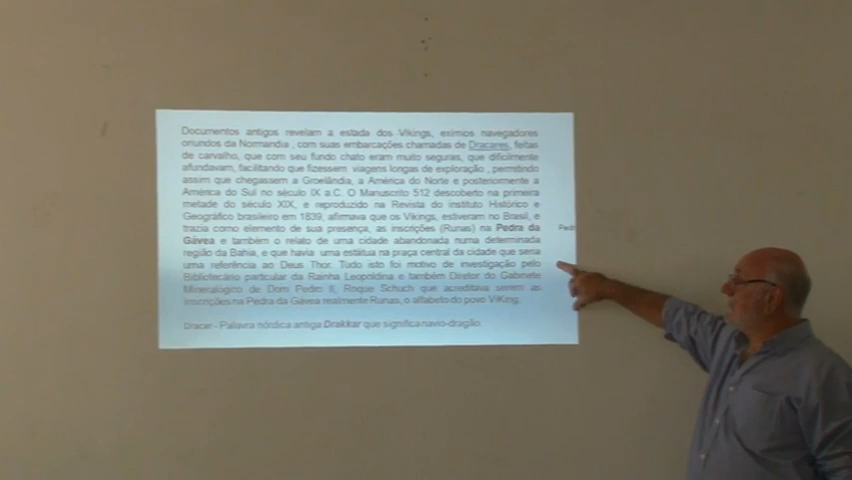 Documentos antigos revelam a estada dos Vikings, exímios navegadores
oriundos da Normandia , com suas embarcações chamadas de Dracares, feitas
de carvalho, que com seu fundo chato eram muito seguras, que dificilmente
afundavam, facilitando que fizessem viagens longas de exploração , permitindo
assim que chegassem a Groelândia, a América do Norte e posteriormente a
América do Sul no século IX a.C. O Manuscrito 512 descoberto na primeira
metade do século XIX, e reproduzido na Revista do instituto Histórico e
Geográfico brasileiro em 1839, afirmava que os Vikings, estiveram no Brasil, e
trazia como elemento de sua presença, as inscrições (Runas) na Pedra da
Gávea e também o relato de uma cidade abandonada numa determinada
região da Bahia, e que havia uma estátua na praça central da cidade que seria
uma referência ao Deus Thor. Tudo isto foi motivo de investigação pelo
Bibliotecário particular da Rainha Leopoldina e também Diretor do Gabinete
Mineralógico de Dom Pedro II, Roque Schuch que acreditava serem as
inscrições na Pedra da Gávea realmente Runas, o alfabeto do povo ViKing.
Dracar - Palavra nórdica antiga Drakkar que significa navio-dragão.
Pedr